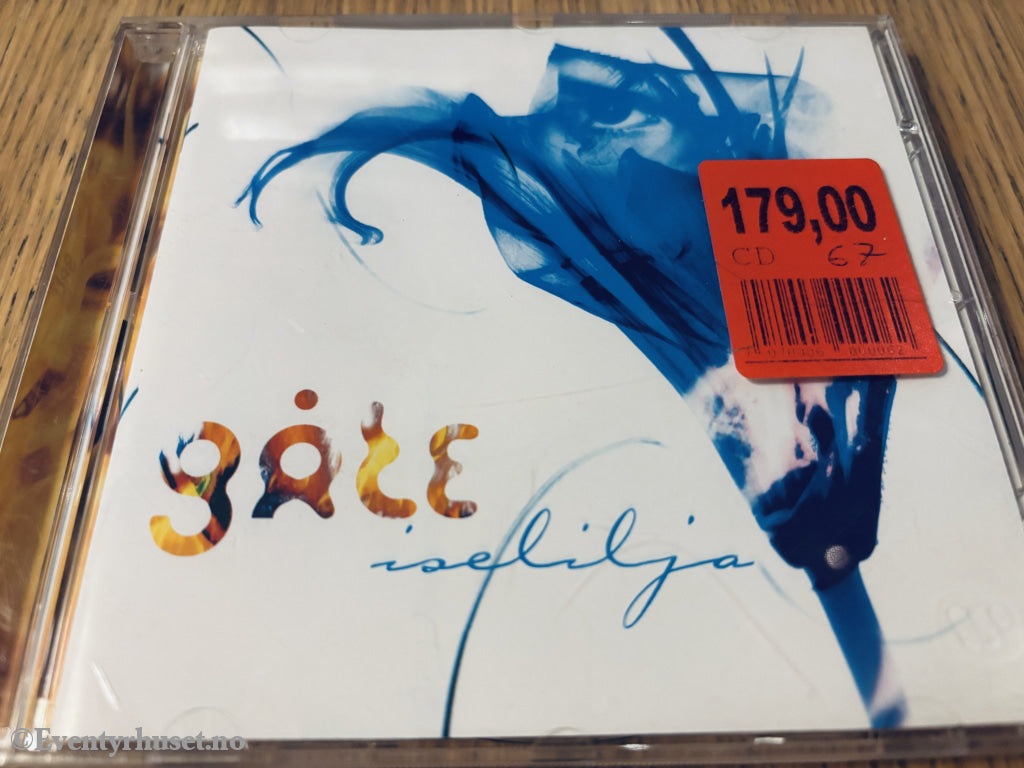 179,00
CD 67
gåte
iselilja
©Eventyrhuset.no